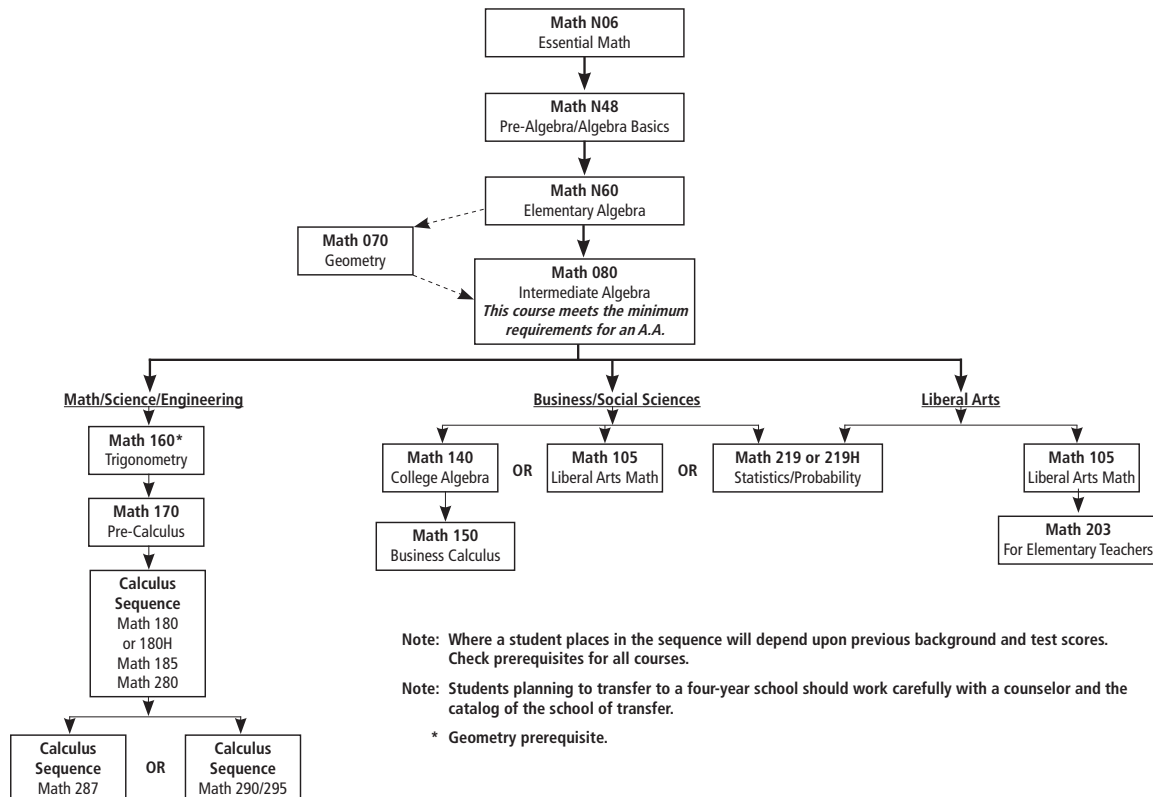 Math N06
Essential Math
Math N48
Pre-Algebra/Algebra Basics
Math N60
Elementary Algebra
Math 070
Geometry
Math 080
Intermediate Algebra
This course meets the minimum
requirements for an A.A.
Math/Science/Engineering
Business/Social Sciences
Liberal Arts
Math 160*
Trigonometry
Math 170
Pre-Calculus
Calculus
Sequence
Math 180
or 180H
Math 185
Math 280
Calculus
Sequence
Math 287
OR
Calculus
Sequence
Math 290/295
Math 140
College Algebra
OR
Math 105
Liberal Arts Math
OR
Math 219 or 219H
Statistics/Probability
Math 150
Business Calculus
Math 105
Liberal Arts Math
Math 203
For Elementary Teachers
Note: Where a student places in the sequence will depend upon previous background and test scores.
Check prerequisites for all courses.
Note: Students planning to transfer to a four-year school should work carefully with a counselor and the
catalog of the school of transfer.
* Geometry prerequisite.